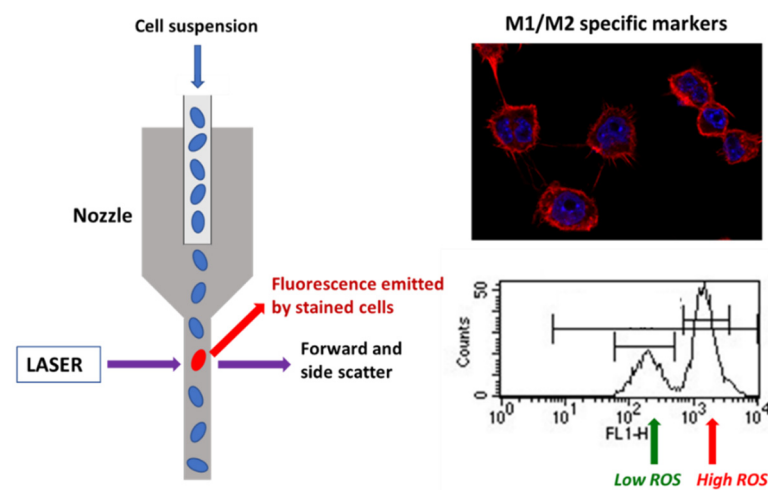 Cell suspension
Nozzle
Fluorescence emitted
by stained cells
LASER
Forward and
side scatter
M1/M2 specific markers
50
Counts
0
10⁰ 10¹ 10² 10³ 10⁴
FL1-H
Low ROS High ROS